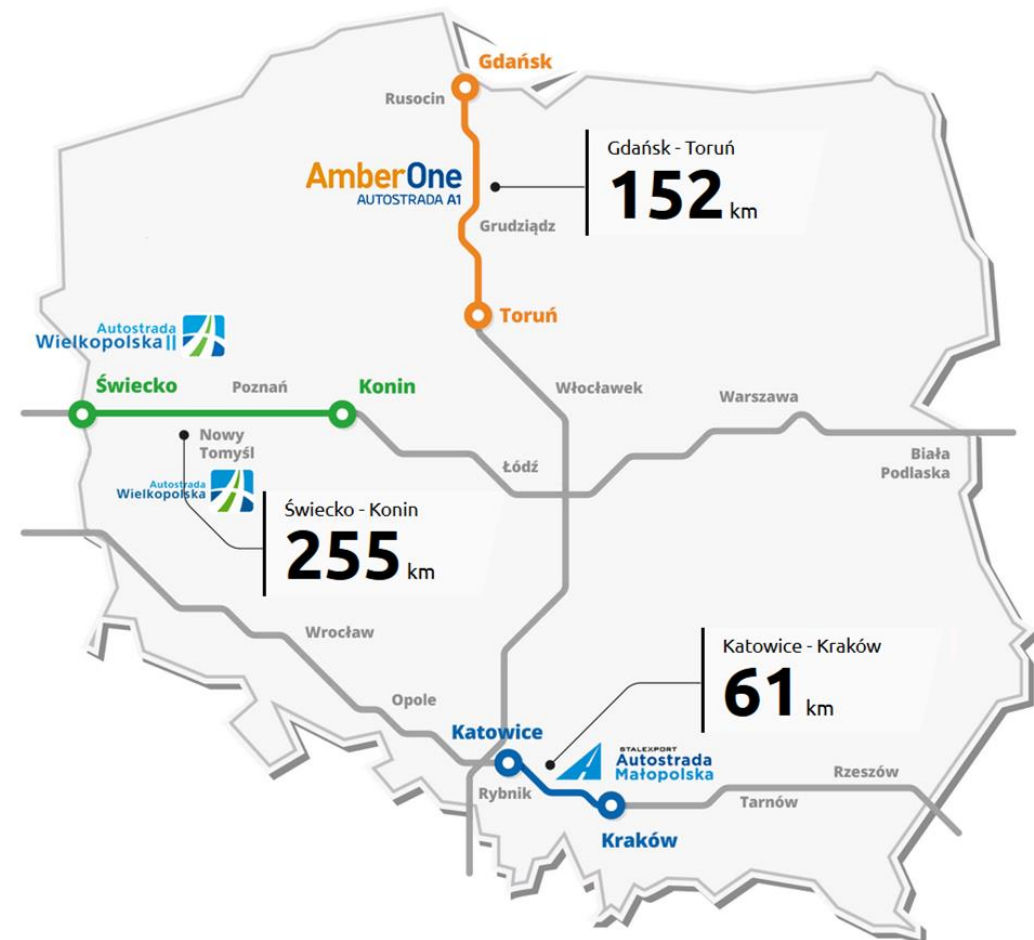 Gdańsk
Rusocin
Gdańsk - Toruń
152 km
AmberOne
AUTOSTRADA A1
Grudziądz
Toruń
Autostrada
Wielkopolska II
Świecko
Poznań
Konin
Włocławek
Warszawa
Nowy
Tomyśl
Łódź
Biała
Podlaska
Autostrada
Wielkopolska
Świecko - Konin
255 km
Wrocław
Katowice - Kraków
61 km
Opole
Katowice
STALEXPORT
Autostrada
Małopolska
Rybnik
Rzeszów
Tarnów
Kraków